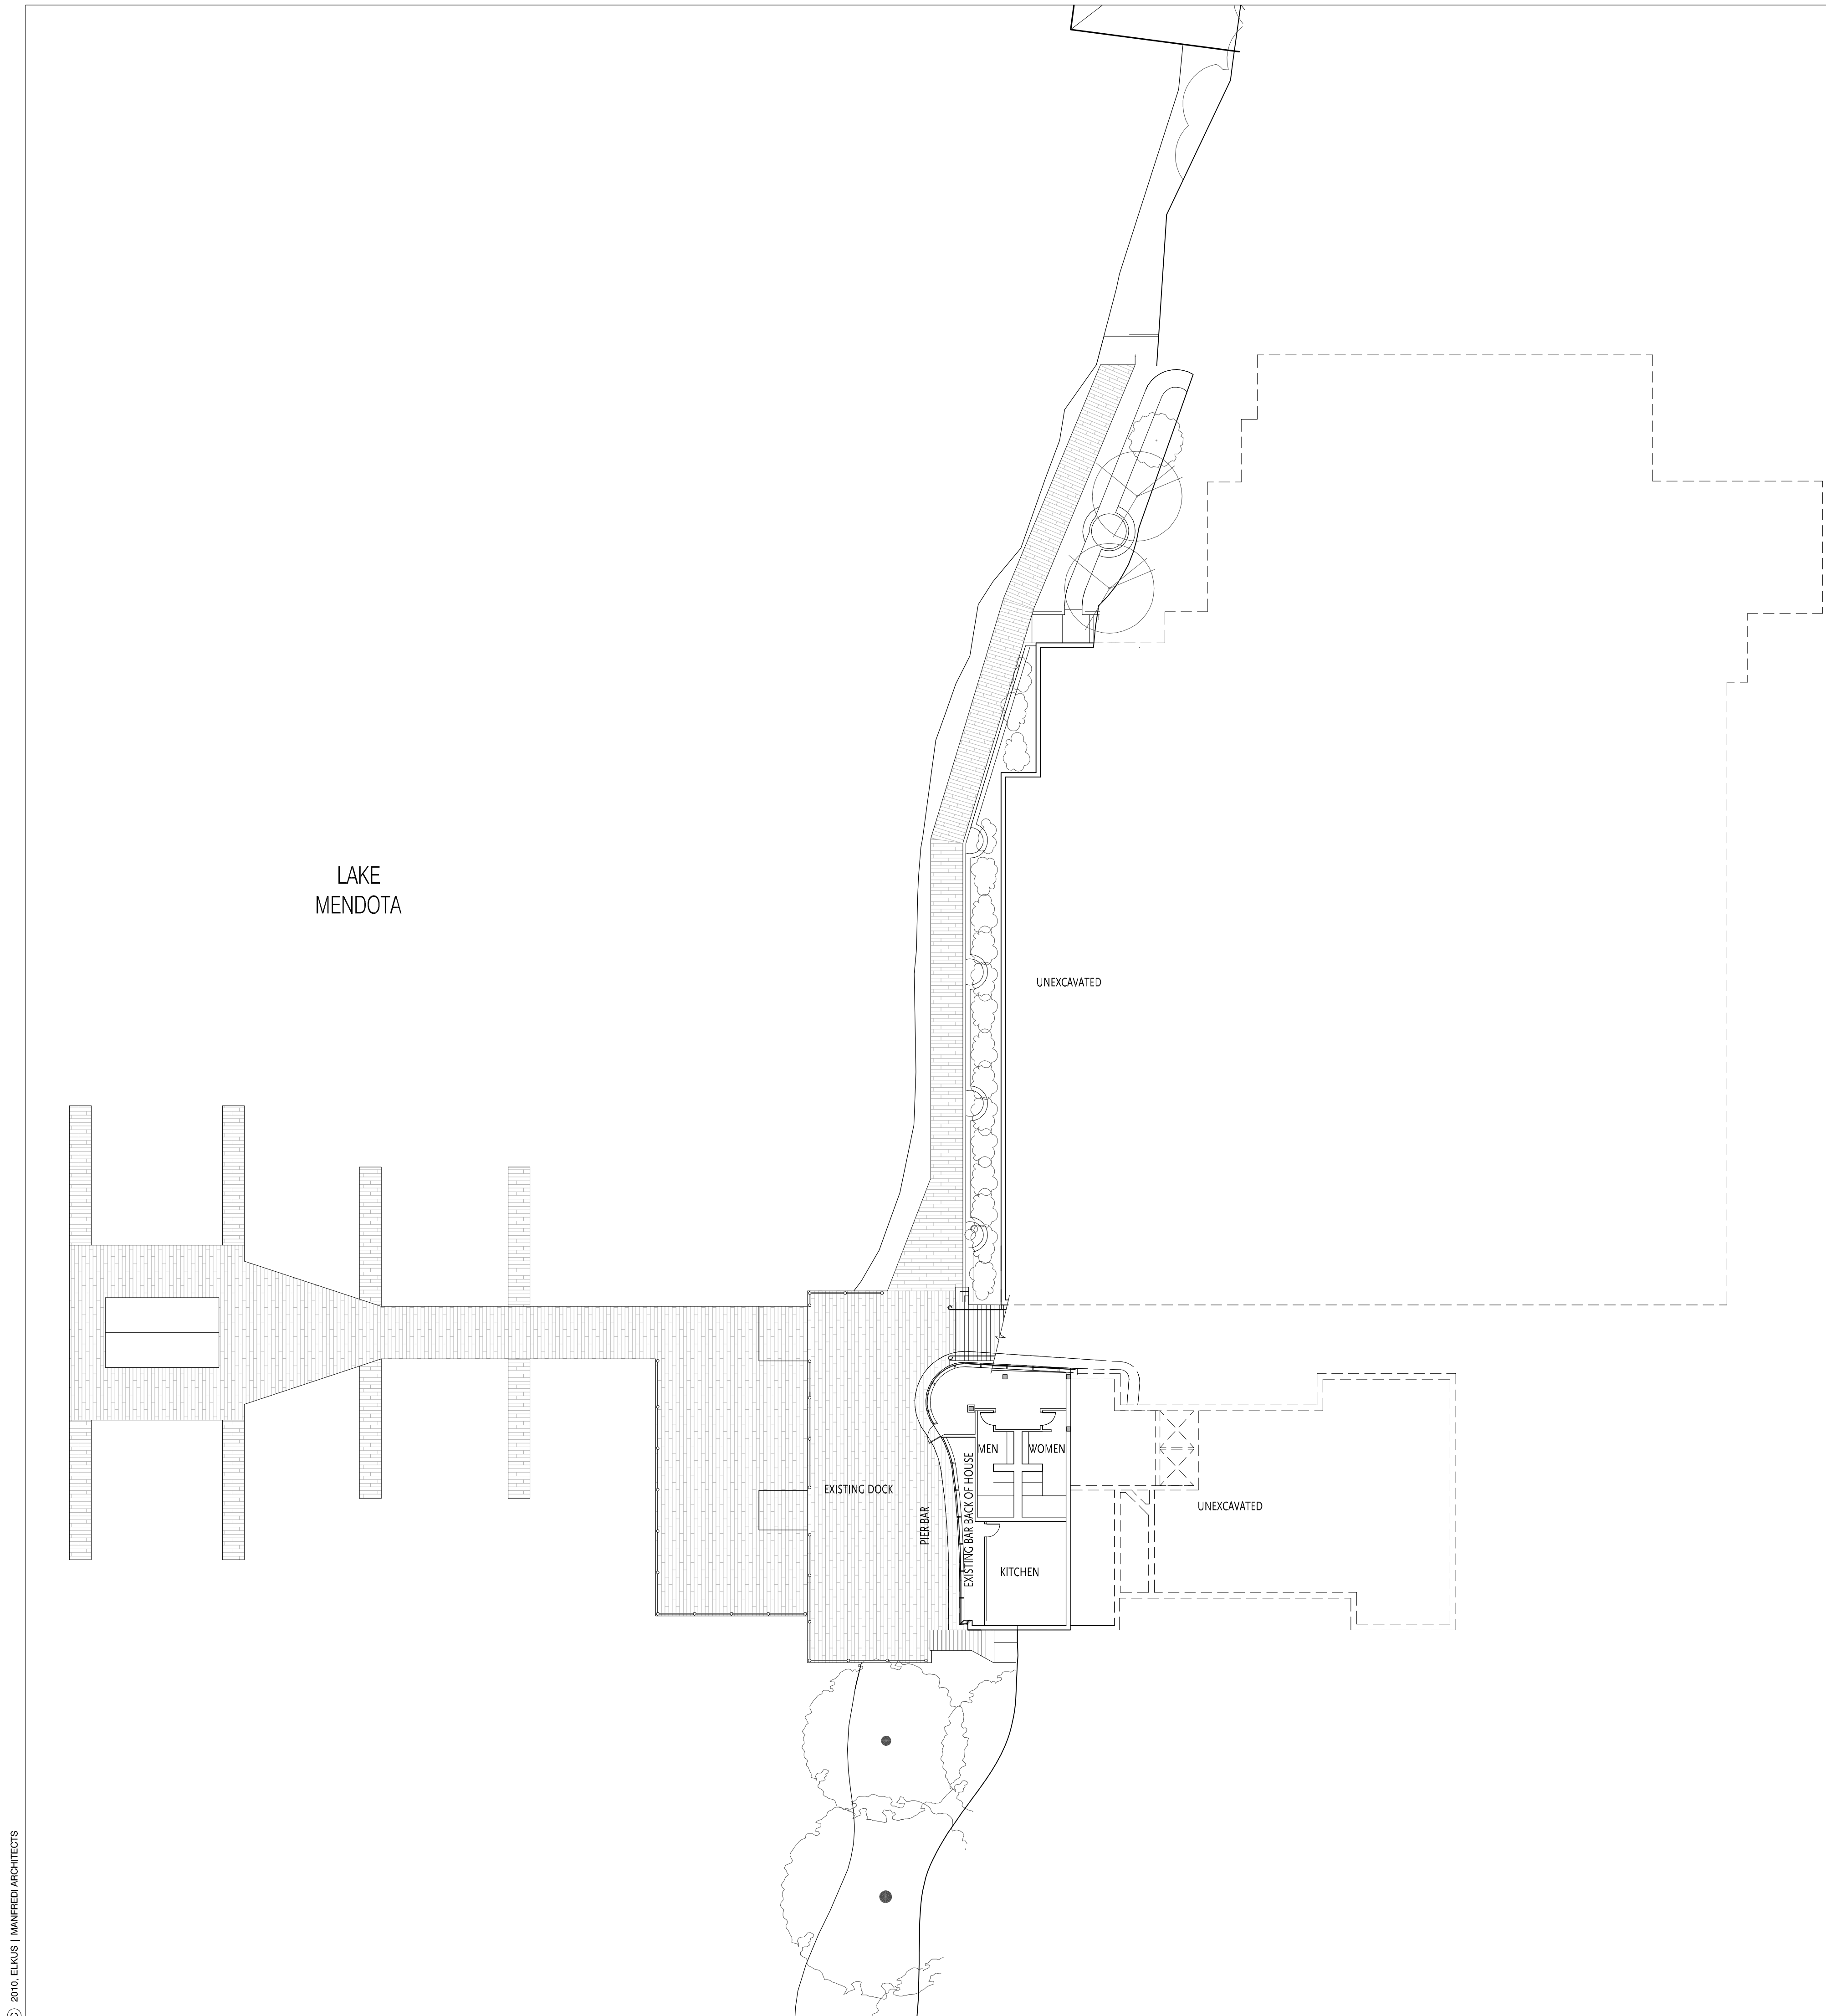 LAKE
MENDOTA
UNEXCAVATED
MEN
WOMEN
EXISTING DOCK
PIER BAR
EXISTING BAR BACK OF HOUSE
UNEXCAVATED
KITCHEN
© 2010, ELKUS | MANFREDI ARCHITECTS